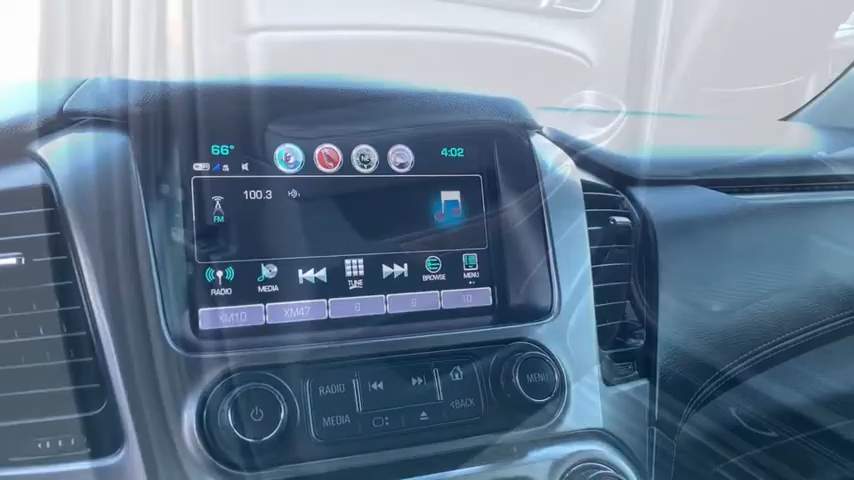 66° 4:02
100.3
FM
RADIO MEDIA TUNE BROWSE MENU
XM10 XM47 8 9 10
RADIO MENU
MEDIA BACK